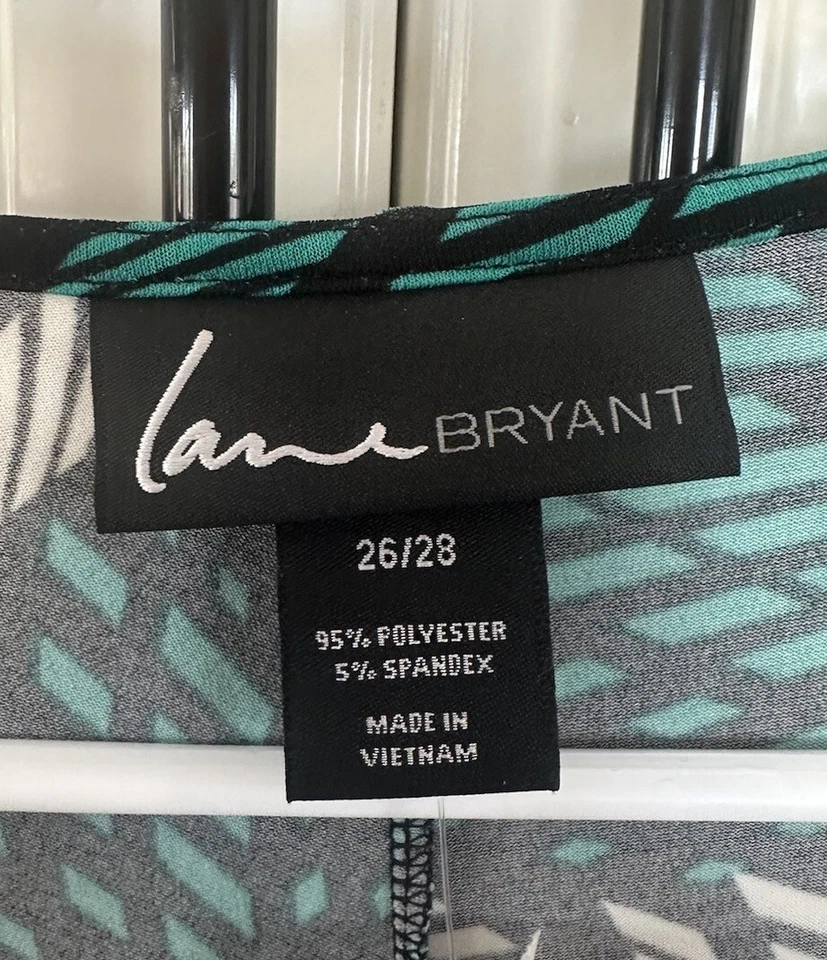 lane BRYANT
26/28
95% POLYESTER
5% SPANDEX
MADE IN
VIETNAM